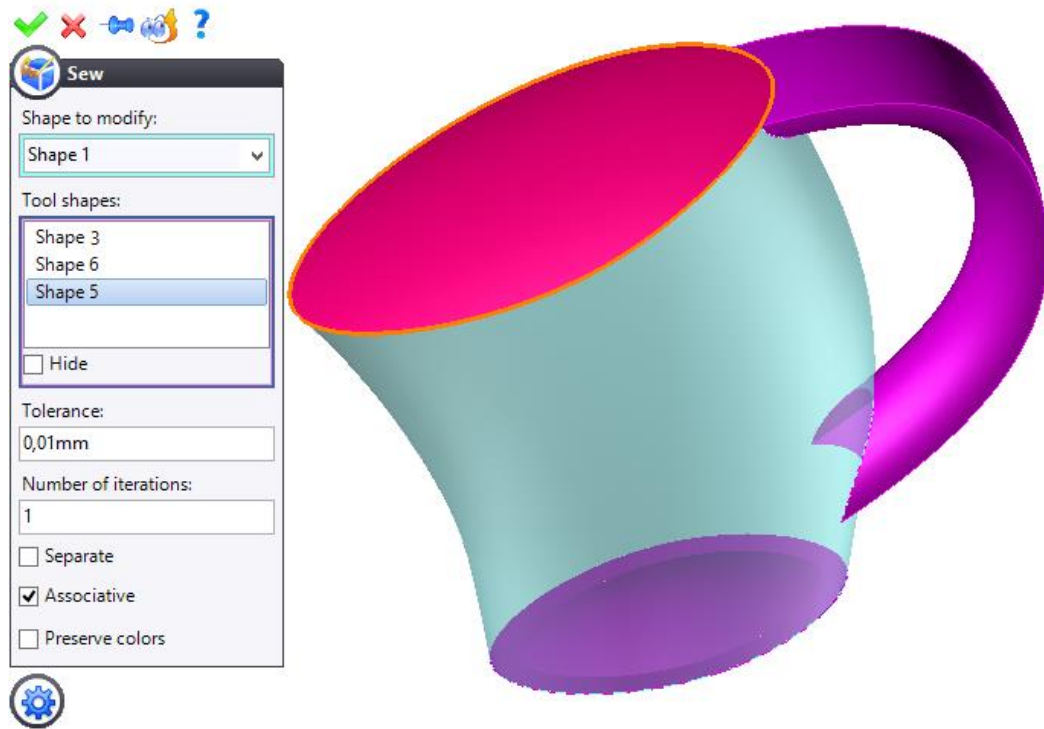 ?
Sew
Shape to modify:
Shape 1
Tool shapes:
Shape 3
Shape 6
Shape 5
Hide
Tolerance:
0,01mm
Number of iterations:
1
Separate
Associative
Preserve colors